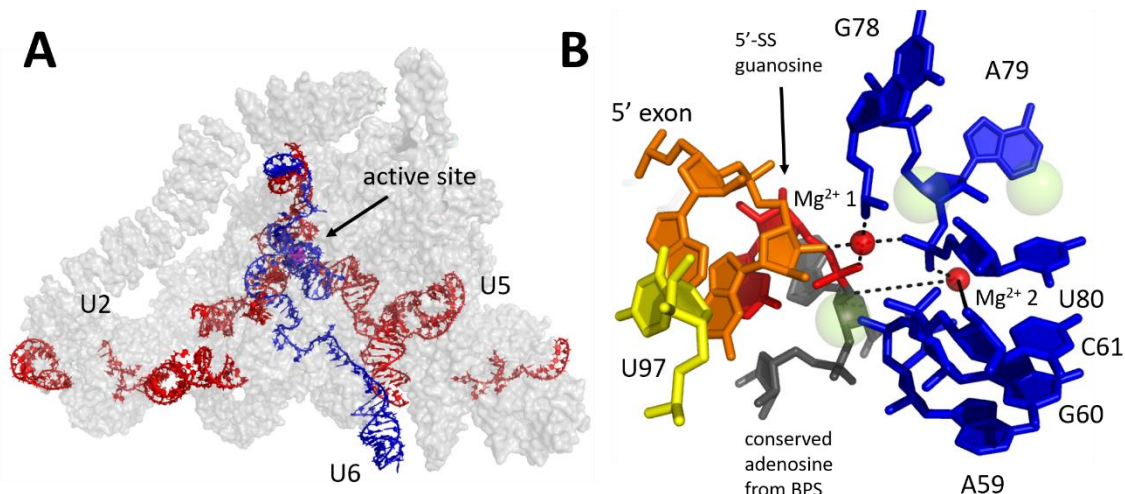 A
active site
U2
U5
U6
B
G78
5'-SS
guanosine
A79
5' exon
Mg²⁺ 1
Mg²⁺ 2
U80
U97
C61
G60
conserved
adenosine
from BPS
A59